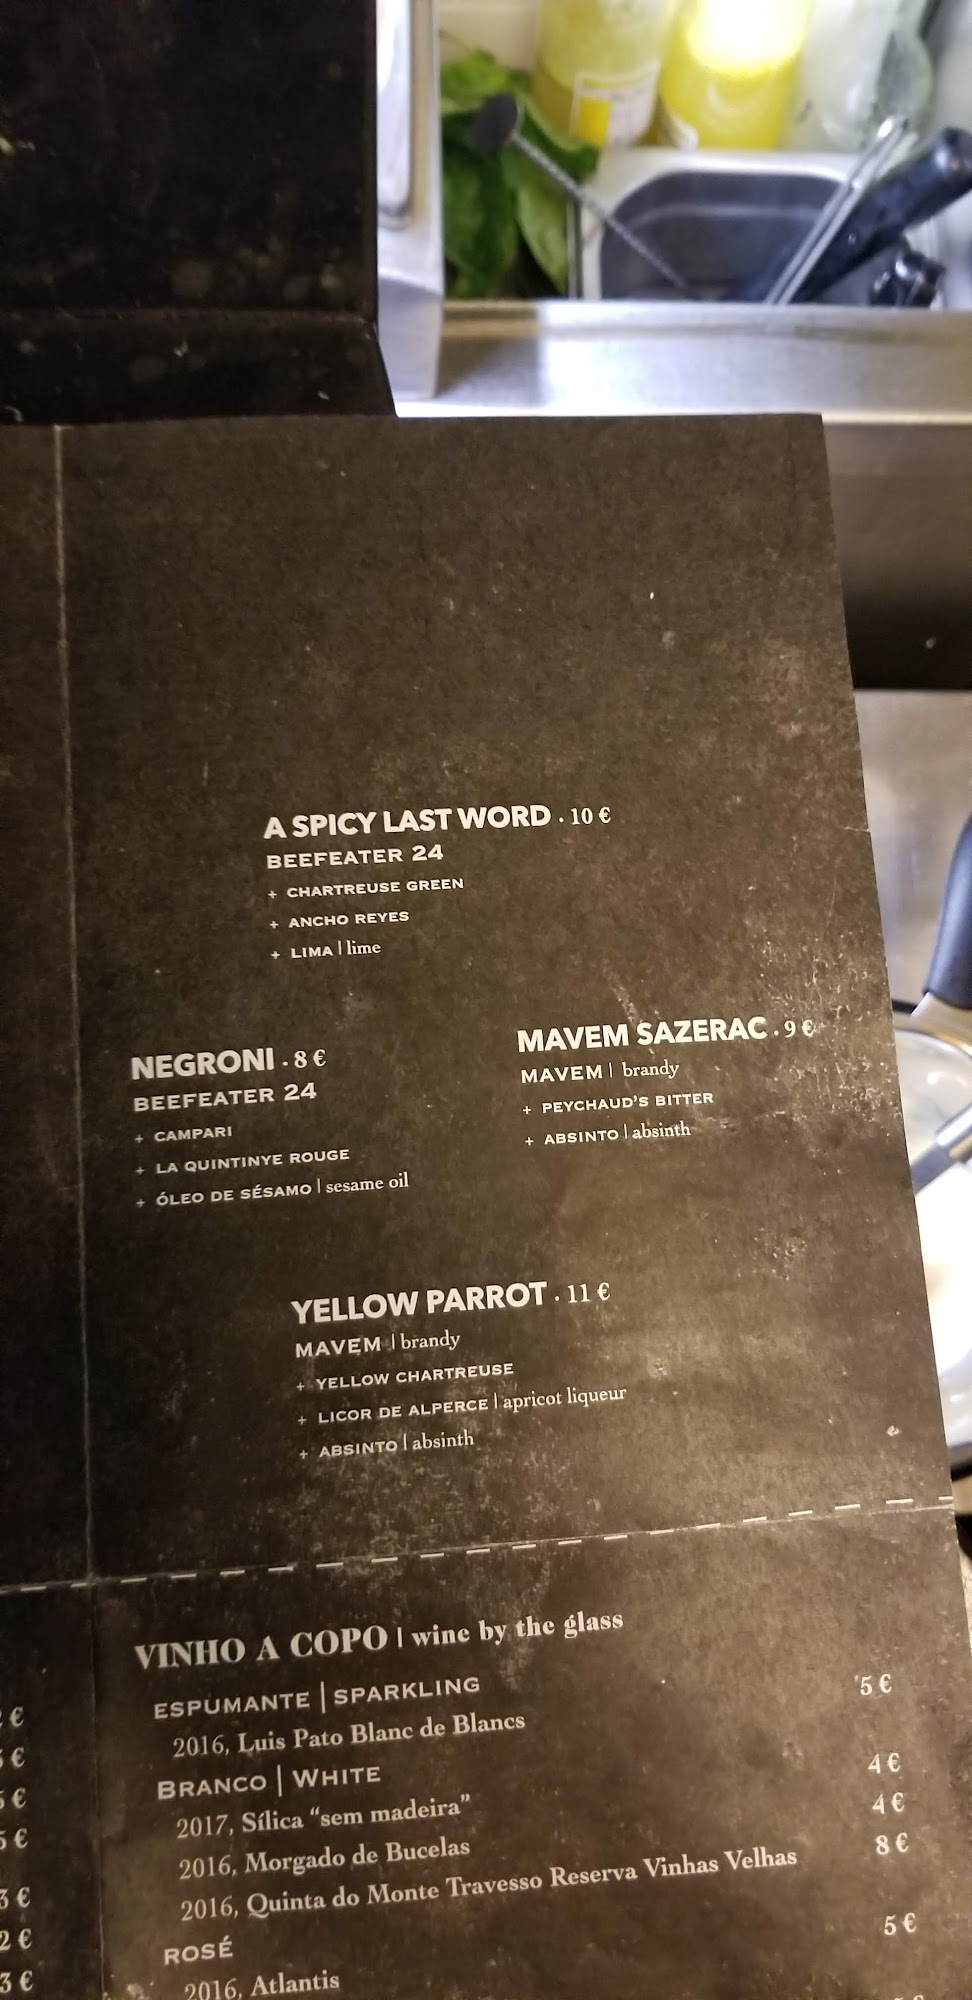 A SPICY LAST WORD . 10 €
BEEFEATER 24
+ CHARTREUSE GREEN
+ ANCHO REYES
+ LIMA | lime
NEGRONI . 8 €
BEEFEATER 24
+ CAMPARI
+ LA QUINTINYE ROUGE
+ ÓLEO DE SÉSAMO | sesame oil
MAVEM SAZERAC . 9 €
MAVEM | brandy
+ PEYCHAUD'S BITTER
+ ABSINTO | absinth
YELLOW PARROT . 11 €
MAVEM | brandy
+ YELLOW CHARTREUSE
+ LICOR DE ALPERCE | apricot liqueur
+ ABSINTO | absinth
VINHO A COPO | wine by the glass
ESPUMANTE | SPARKLING
2016, Luis Pato Blanc de Blancs 5 €
BRANCO | WHITE
2017, Sílica "sem madeira" 4 €
2016, Morgado de Bucelas 4 €
2016, Quinta do Monte Travesso Reserva Vinhas Velhas 8 €
ROSÉ
2016, Atlantis 5 €
€
€
€
€
3 €
2 €
3 €